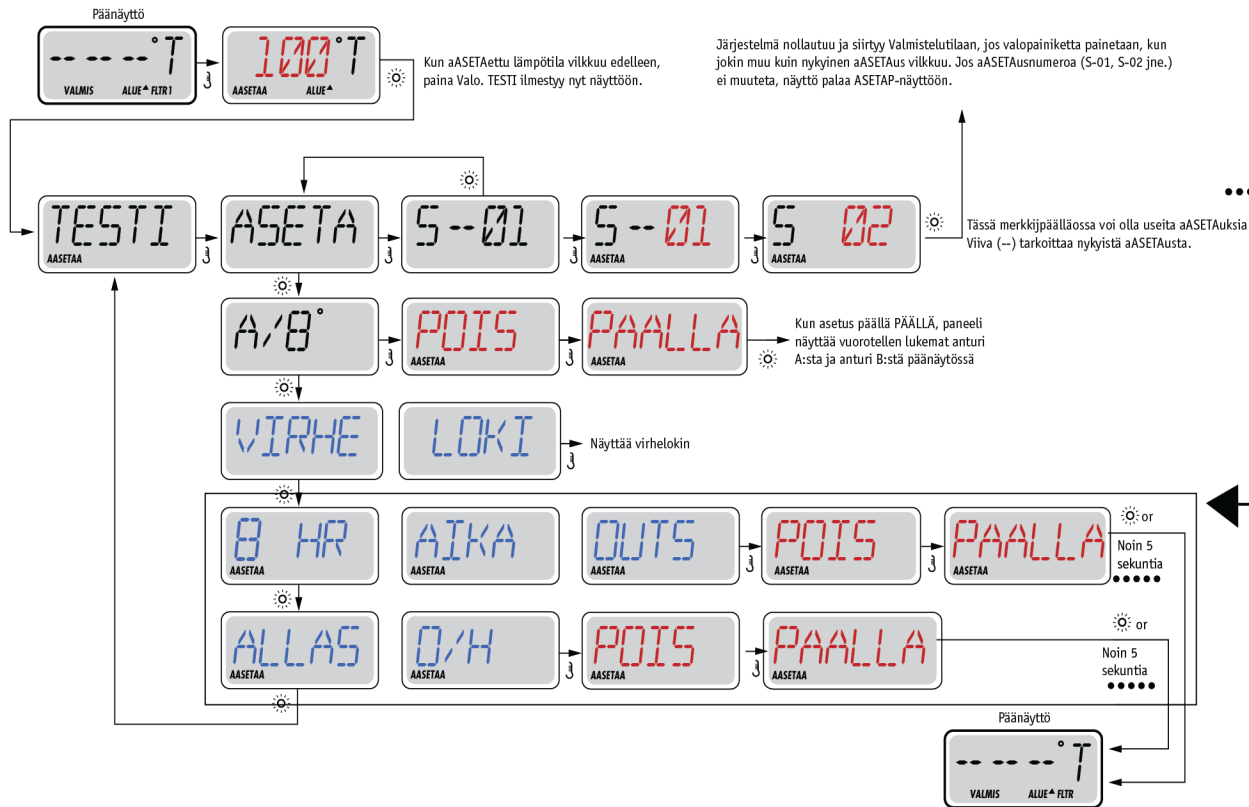 Päänäyttö
-- -- --°T
VALMIS ALUE▲ FLTR1
100°T
AASETAA ALUE▲
Kun aASETAettu lämpötila vilkkuu edelleen,
paina Valo. TESTI ilmestyy nyt näyttöön.
Järjestelmä nollautuu ja siirtyy Valmistelutilaan, jos valopainiketta painetaan, kun
jokin muu kuin nykyinen aASETAus vilkkuu. Jos aASETAusnumeroa (S-01, S-02 jne.)
ei muuteta, näyttö palaa ASETAP-näyttöön.
TESTI
AASETAA
ASETA
S--01
S--01
AASETAA
S 02
AASETAA
Tässä merkkijpäälläossa voi olla useita aASETAuksia
Viiva (--) tarkoittaa nykyistä aASETAusta.
A/B°
POIS
AASETAA
PAALLA
AASETAA
Kun asetus päällä PÄÄLLÄ, paneeli
näyttää vuorotellen lukemat anturi
A:sta ja anturi B:stä päänäytössä
VIRHE
LOKI
Näyttää virhelokin
8 HR
AASETAA
AIKA
AASETAA
OUTS
AASETAA
POIS
AASETAA
PAALLA
AASETAA
or
Noin 5
sekuntia
ALLAS
AASETAA
O/H
AASETAA
POIS
AASETAA
PAALLA
AASETAA
or
Noin 5
sekuntia
Päänäyttö
-- -- --°T
VALMIS ALUE▲ FLTR